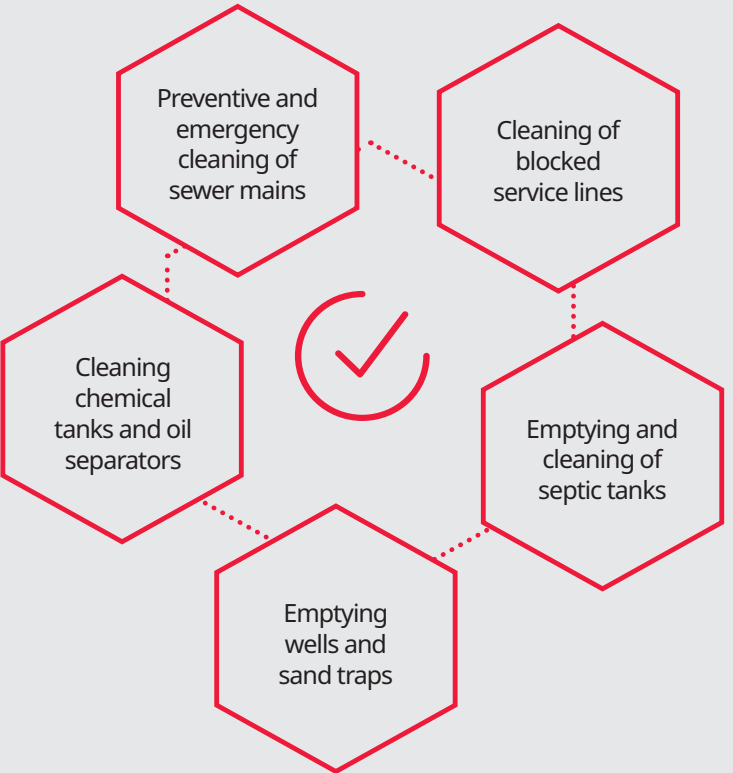 Preventive and
emergency
cleaning of
sewer mains
Cleaning of
blocked
service lines
Cleaning
chemical
tanks and oil
separators
Emptying and
cleaning of
septic tanks
Emptying
wells and
sand traps